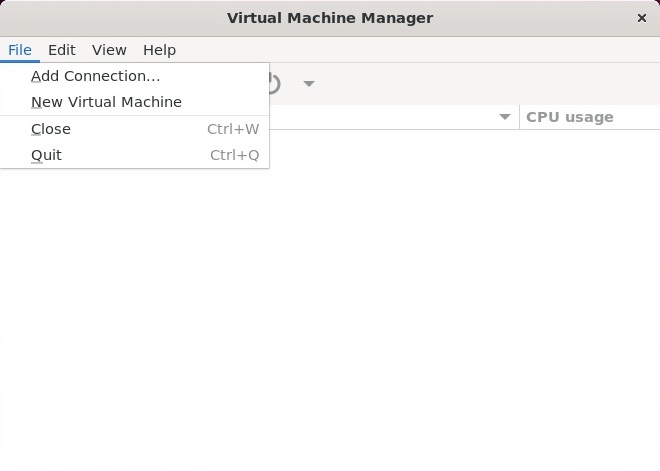 Virtual Machine Manager
File Edit View Help
Add Connection...
New Virtual Machine
CPU usage
Close Ctrl+W
Quit Ctrl+Q